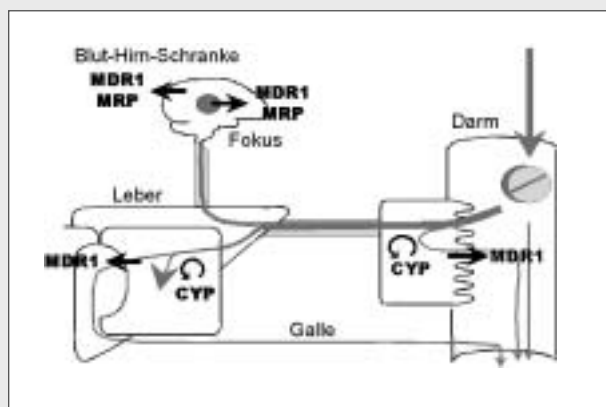 Blut-Hirn-Schranke
MDR1
MRP
MDR1
MRP
Fokus
Darm
Leber
MDR1
CYP
CYP
MDR1
Galle